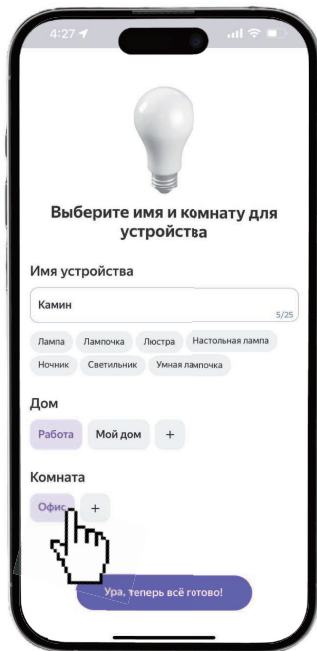 4:27
Выберите имя и комнату для
устройства
Имя устройства
Камин
5/25
Лампа Лампочка Люстра Настольная лампа
Ночник Светильник Умная лампочка
Дом
Работа Мой дом +
Комната
Офис +
Ура, теперь всё готово!